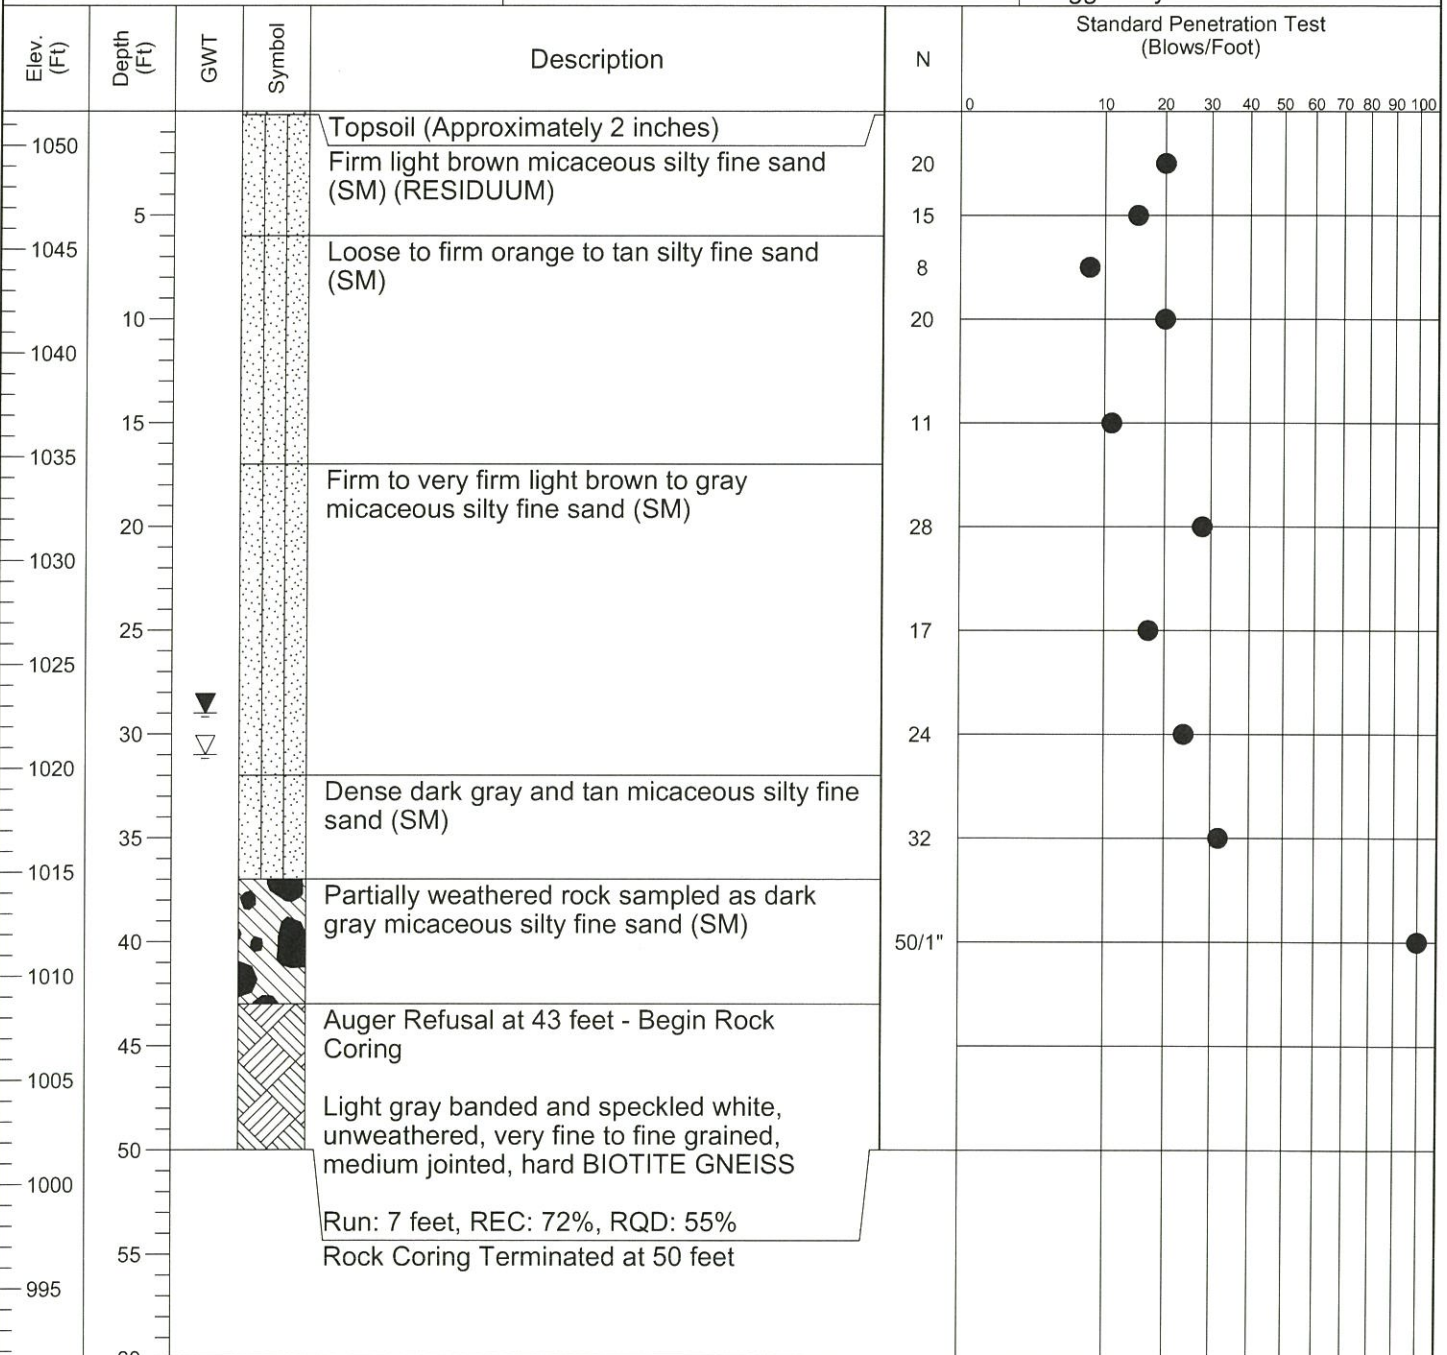 Elev.
(Ft)
Depth
(Ft)
GWT
Symbol
Description
N
Standard Penetration Test
(Blows/Foot)
0 10 20 30 40 50 60 70 80 90 100
Topsoil (Approximately 2 inches)
1050
Firm light brown micaceous silty fine sand
20
(SM) (RESIDUUM)
5
15
1045
Loose to firm orange to tan silty fine sand
8
(SM)
10
20
1040
15
11
1035
Firm to very firm light brown to gray
micaceous silty fine sand (SM)
20
28
1030
25
17
1025
30
24
1020
Dense dark gray and tan micaceous silty fine
sand (SM)
35
32
1015
Partially weathered rock sampled as dark
gray micaceous silty fine sand (SM)
40
50/1"
1010
Auger Refusal at 43 feet - Begin Rock
Coring
45
1005
Light gray banded and speckled white,
unweathered, very fine to fine grained,
medium jointed, hard BIOTITE GNEISS
50
1000
Run: 7 feet, REC: 72%, RQD: 55%
55
Rock Coring Terminated at 50 feet
995